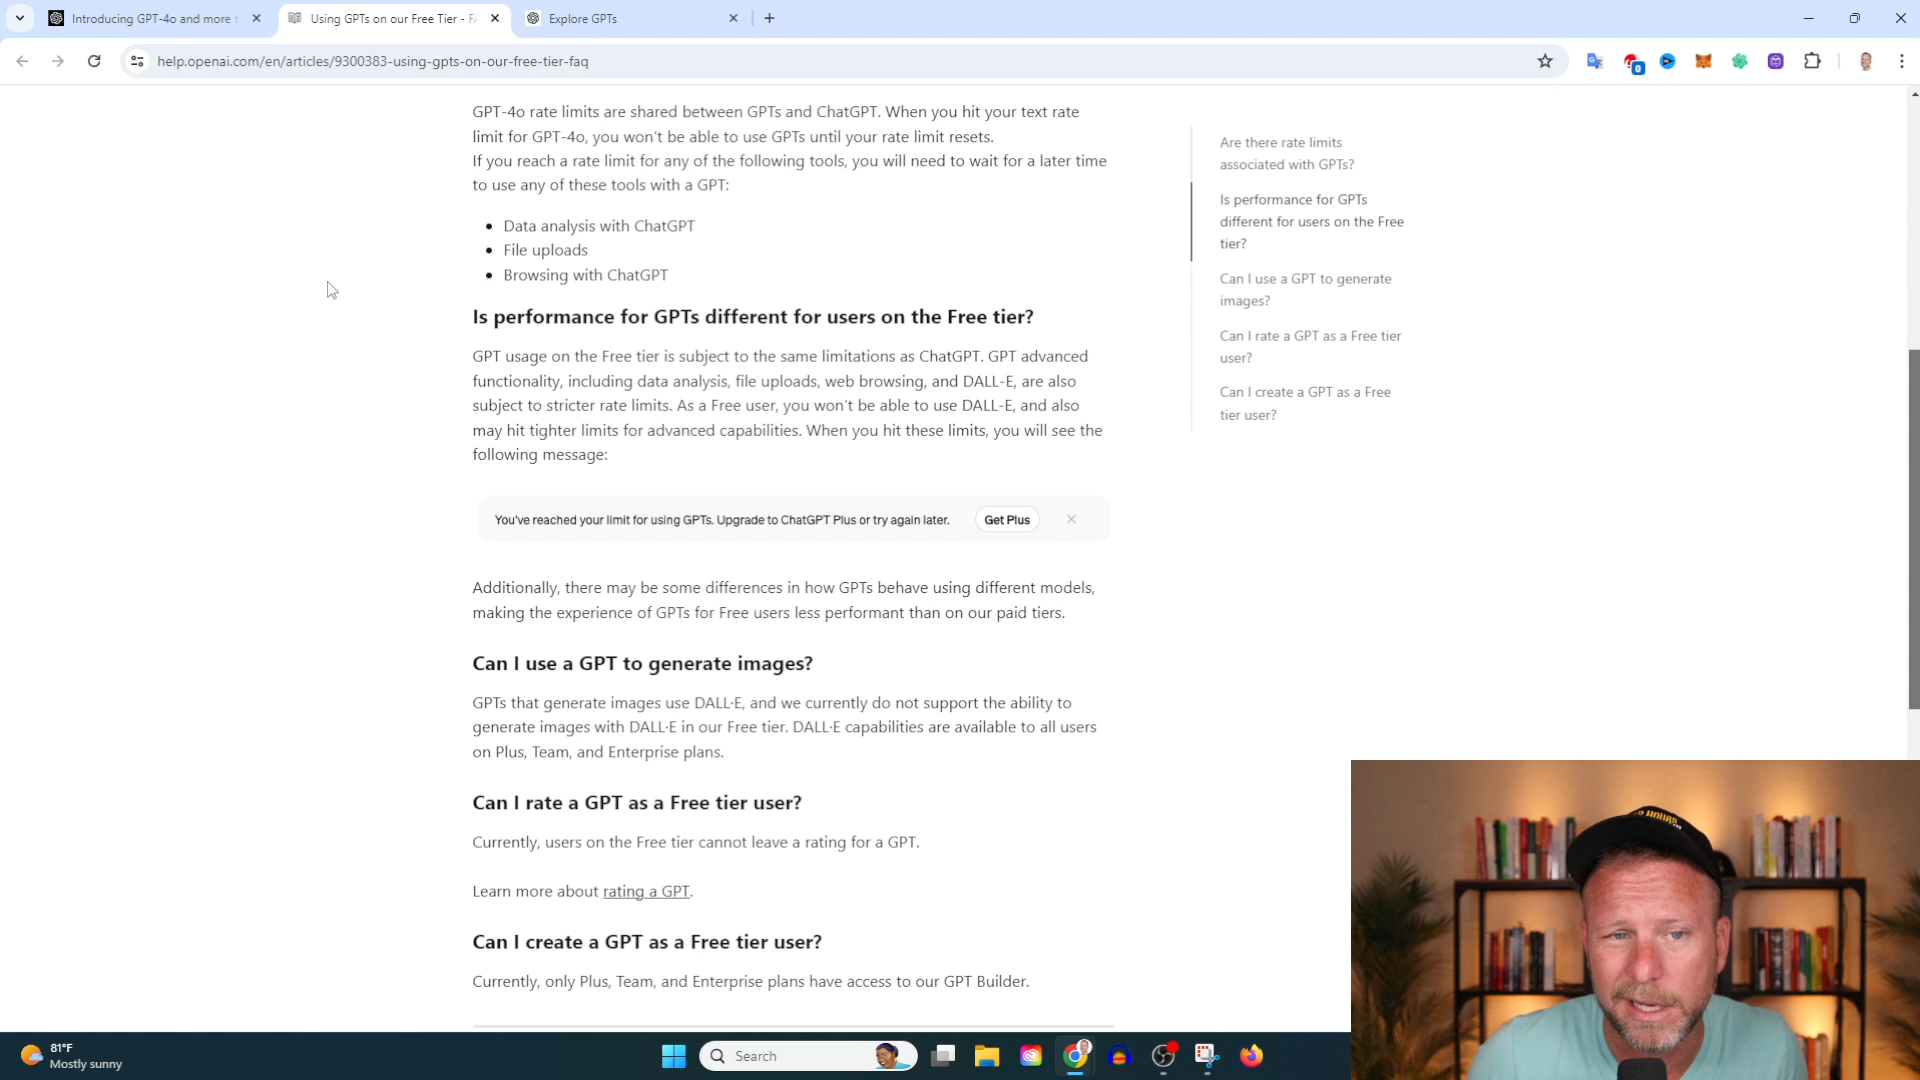 Introducing GPT-4o and more t
Using GPTs on our Free Tier - FA
Explore GPTs
help.openai.com/en/articles/9300383-using-gpts-on-our-free-tier-faq
0
GPT-4o rate limits are shared between GPTs and ChatGPT. When you hit your text rate
limit for GPT-4o, you won't be able to use GPTs until your rate limit resets.
If you reach a rate limit for any of the following tools, you will need to wait for a later time
to use any of these tools with a GPT:
Data analysis with ChatGPT
File uploads
Browsing with ChatGPT
Is performance for GPTs different for users on the Free tier?
GPT usage on the Free tier is subject to the same limitations as ChatGPT. GPT advanced
functionality, including data analysis, file uploads, web browsing, and DALL-E, are also
subject to stricter rate limits. As a Free user, you won't be able to use DALL-E, and also
may hit tighter limits for advanced capabilities. When you hit these limits, you will see the
following message:
You've reached your limit for using GPTs. Upgrade to ChatGPT Plus or try again later.
Get Plus
Additionally, there may be some differences in how GPTs behave using different models,
making the experience of GPTs for Free users less performant than on our paid tiers.
Can I use a GPT to generate images?
GPTs that generate images use DALL·E, and we currently do not support the ability to
generate images with DALL·E in our Free tier. DALL·E capabilities are available to all users
on Plus, Team, and Enterprise plans.
Can I rate a GPT as a Free tier user?
Currently, users on the Free tier cannot leave a rating for a GPT.
Learn more about rating a GPT.
Can I create a GPT as a Free tier user?
Currently, only Plus, Team, and Enterprise plans have access to our GPT Builder.
Are there rate limits
associated with GPTs?
Is performance for GPTs
different for users on the Free
tier?
Can I use a GPT to generate
images?
Can I rate a GPT as a Free tier
user?
Can I create a GPT as a Free
tier user?
81°F
Mostly sunny
Search